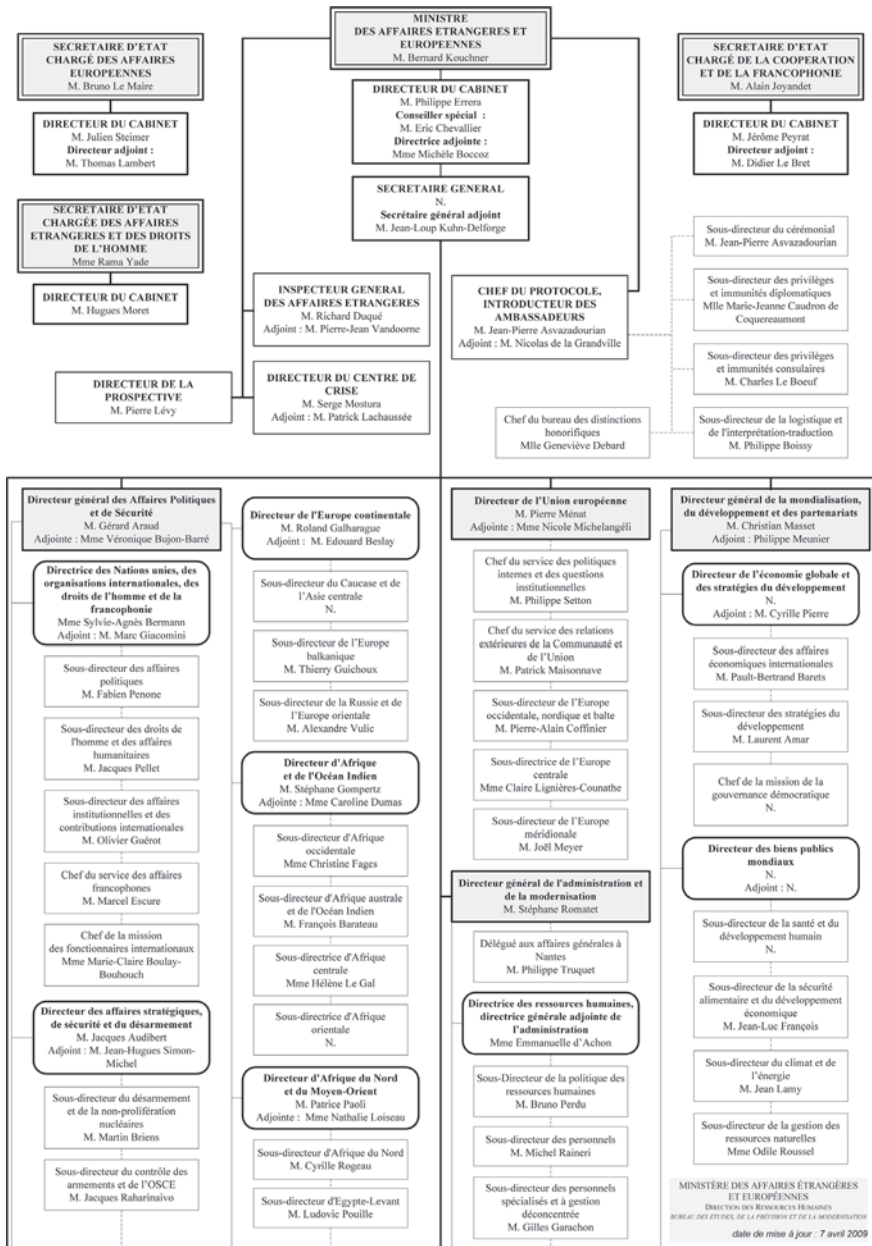 MINISTRE
DES AFFAIRES ETRANGERES ET
EUROPEENNES
M. Bernard Kouchner
SECRETAIRE D'ETAT
CHARGÉ DES AFFAIRES
EUROPEENNES
M. Bruno Le Maire
SECRETAIRE D'ETAT
CHARGÉ DE LA COOPERATION
ET DE LA FRANCOPHONIE
M. Alain Joyandet
DIRECTEUR DU CABINET
M. Julien Steimer
Directeur adjoint :
M. Thomas Lambert
DIRECTEUR DU CABINET
M. Philippe Errera
Conseiller spécial :
M. Eric Chevallier
Directrice adjointe :
Mme Michèle Boccoz
DIRECTEUR DU CABINET
M. Jérôme Peyrat
Directeur adjoint :
M. Didier Le Bret
SECRETAIRE GENERAL
N.
Secrétaire général adjoint
M. Jean-Loup Kuhn-Delforge
SECRETAIRE D'ETAT
CHARGÉE DES AFFAIRES
ETRANGERES ET DES DROITS
DE L'HOMME
Mme Rama Yade
DIRECTEUR DU CABINET
M. Hugues Moret
INSPECTEUR GENERAL
DES AFFAIRES ETRANGERES
M. Richard Duqué
Adjoint : M. Pierre-Jean Vandoorne
CHEF DU PROTOCOLE,
INTRODUCTEUR DES
AMBASSADEURS
M. Jean-Pierre Asvazadourian
Adjoint : M. Nicolas de la Grandville
Sous-directeur du cérémonial
M. Jean-Pierre Asvazadourian
Sous-directeur des privilèges
et immunités diplomatiques
Mlle Marie-Jeanne Caudron de
Coquereaumont
Sous-directeur des privilèges
et immunités consulaires
M. Charles Le Boeuf
DIRECTEUR DE LA
PROSPECTIVE
M. Pierre Lévy
DIRECTEUR DU CENTRE DE
CRISE
M. Serge Mostura
Adjoint : M. Patrick Lachaussée
Chef du bureau des distinctions
honorifiques
Mlle Geneviève Debard
Sous-directeur de la logistique et
de l'interprétation-traduction
M. Philippe Boissy
Directeur général des Affaires Politiques
et de Sécurité
M. Gérard Araud
Adjointe : Mme Véronique Bujon-Barré
Directrice des Nations unies, des
organisations internationales, des
droits de l'homme et de la
francophonie
Mme Sylvie-Agnès Bermann
Adjoint : M. Marc Giacomini
Sous-directeur des affaires
politiques
M. Fabien Penone
Sous-directeur des droits de
l'homme et des affaires
humanitaires
M. Jacques Pellet
Sous-directeur des affaires
institutionnelles et des
contributions internationales
M. Olivier Guérot
Chef du service des affaires
francophones
M. Marcel Escure
Chef de la mission
des fonctionnaires internationaux
Mme Marie-Claire Boulay-
Bouhouch
Directeur des affaires stratégiques,
de sécurité et du désarmement
M. Jacques Audibert
Adjoint : M. Jean-Hugues Simon-
Michel
Sous-directeur du désarmement
et de la non-prolifération
nucléaires
M. Martin Briens
Sous-directeur du contrôle des
armements et de l'OSCE
M. Jacques Raharinaivo
Directeur de l'Europe continentale
M. Roland Galharague
Adjoint : M. Edouard Beslay
Sous-directeur du Caucase et de
l'Asie centrale
N.
Sous-directeur de l'Europe
balkanique
M. Thierry Guichoux
Sous-directeur de la Russie et de
l'Europe orientale
M. Alexandre Vulic
Directeur d'Afrique
et de l'Océan Indien
M. Stéphane Gompertz
Adjointe : Mme Caroline Dumas
Sous-directeur d'Afrique
occidentale
Mme Christine Fages
Sous-directeur d'Afrique australe
et de l'Océan Indien
M. François Barateau
Sous-directrice d'Afrique
centrale
Mme Hélène Le Gal
Sous-directrice d'Afrique
orientale
N.
Directeur d'Afrique du Nord
et du Moyen-Orient
M. Patrice Paoli
Adjointe : Mme Nathalie Loiseau
Sous-directeur d'Afrique du Nord
M. Cyrille Rogeau
Sous-directeur d'Egypte-Levant
M. Ludovic Pouille
Directeur de l'Union européenne
M. Pierre Ménat
Adjointe : Mme Nicole Michelangéli
Chef du service des politiques
internes et des questions
institutionnelles
M. Philippe Setton
Chef du service des relations
extérieures de la Communauté et
de l'Union
M. Patrick Maisonnave
Sous-directeur de l'Europe
occidentale, nordique et balte
M. Pierre-Alain Coffinier
Sous-directrice de l'Europe
centrale
Mme Claire Lignières-Counathe
Sous-directeur de l'Europe
méridionale
M. Joël Meyer
Directeur général de l'administration et
de la modernisation
M. Stéphane Romatet
Délégué aux affaires générales à
Nantes
M. Philippe Truquet
Directrice des ressources humaines,
directrice générale adjointe de
l'administration
Mme Emmanuelle d'Achon
Sous-Directeur de la politique des
ressources humaines
M. Bruno Perdu
Sous-directeur des personnels
M. Michel Raineri
Sous-directeur des personnels
spécialisés et à gestion
déconcentrée
M. Gilles Garachon
Directeur général de la mondialisation,
du développement et des partenariats
M. Christian Masset
Adjoint : Philippe Meunier
Directeur de l'économie globale et
des stratégies du développement
N.
Adjoint : M. Cyrille Pierre
Sous-directeur des affaires
économiques internationales
M. Pault-Bertrand Barets
Sous-directeur des stratégies du
développement
M. Laurent Amar
Chef de la mission de la
gouvernance démocratique
N.
Directeur des biens publics
mondiaux
N.
Adjoint : N.
Sous-directeur de la santé et du
développement humain
N.
Sous-directeur de la sécurité
alimentaire et du développement
économique
M. Jean-Luc François
Sous-directeur du climat et de
l'énergie
M. Jean Lamy
Sous-directeur de la gestion des
ressources naturelles
Mme Odile Roussel
MINISTÈRE DES AFFAIRES ÉTRANGÈRES
ET EUROPÉENNES
DIRECTION DES RESSOURCES HUMAINES
BUREAU DES ETUDES, DE LA PRÉVISION ET DE LA MODERNISATION
date de mise à jour : 7 avril 2009